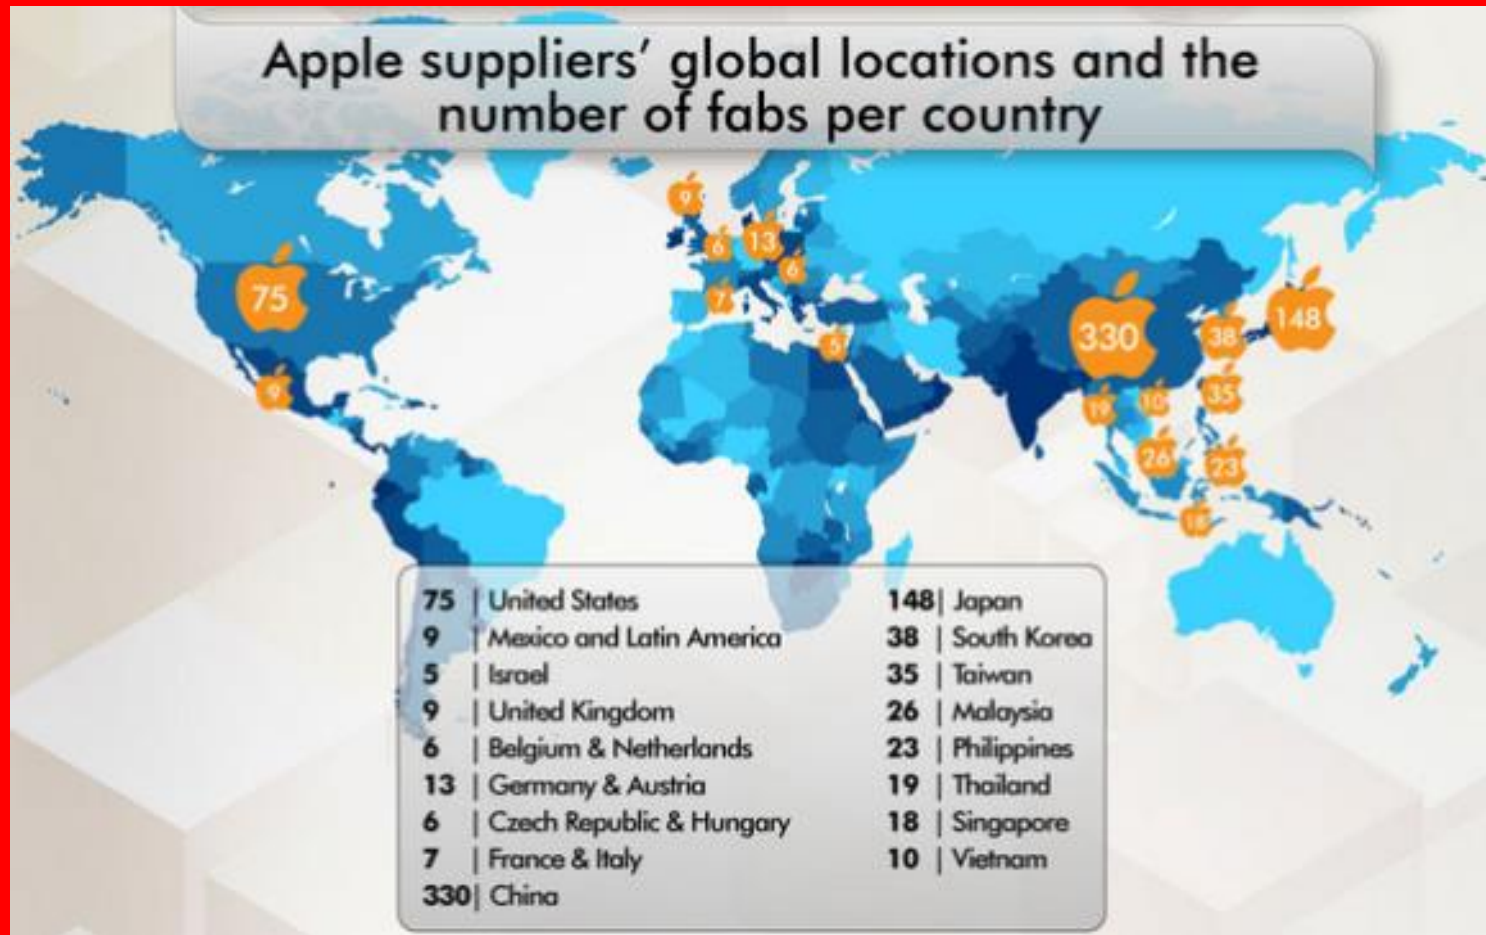 Apple suppliers' global locations and the
number of fabs per country
9
6
13
6
75
7
5
330
38
148
9
19
10
35
26
23
18
75 | United States
9 | Mexico and Latin America
5 | Israel
9 | United Kingdom
6 | Belgium & Netherlands
13 | Germany & Austria
6 | Czech Republic & Hungary
7 | France & Italy
330| China
148| Japan
38 | South Korea
35 | Taiwan
26 | Malaysia
23 | Philippines
19 | Thailand
18 | Singapore
10 | Vietnam